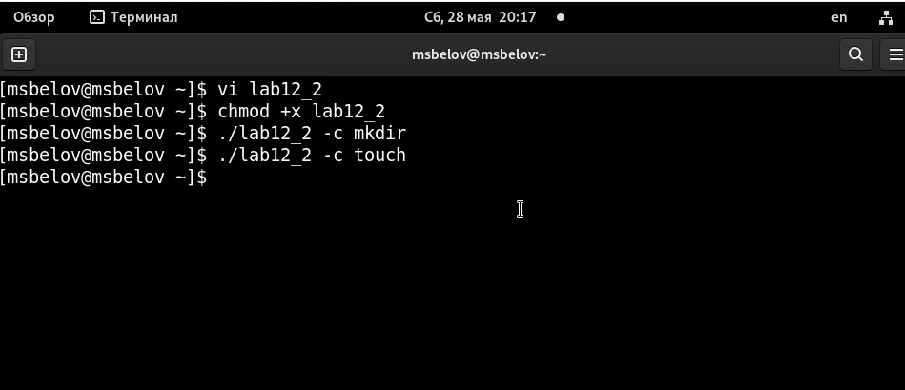 Обзор Терминал Сб, 28 мая 20:17 en
msbelov@msbelov:~
[msbelov@msbelov ~]$ vi lab12_2
[msbelov@msbelov ~]$ chmod +x lab12_2
[msbelov@msbelov ~]$ ./lab12_2 -c mkdir
[msbelov@msbelov ~]$ ./lab12_2 -c touch
[msbelov@msbelov ~]$